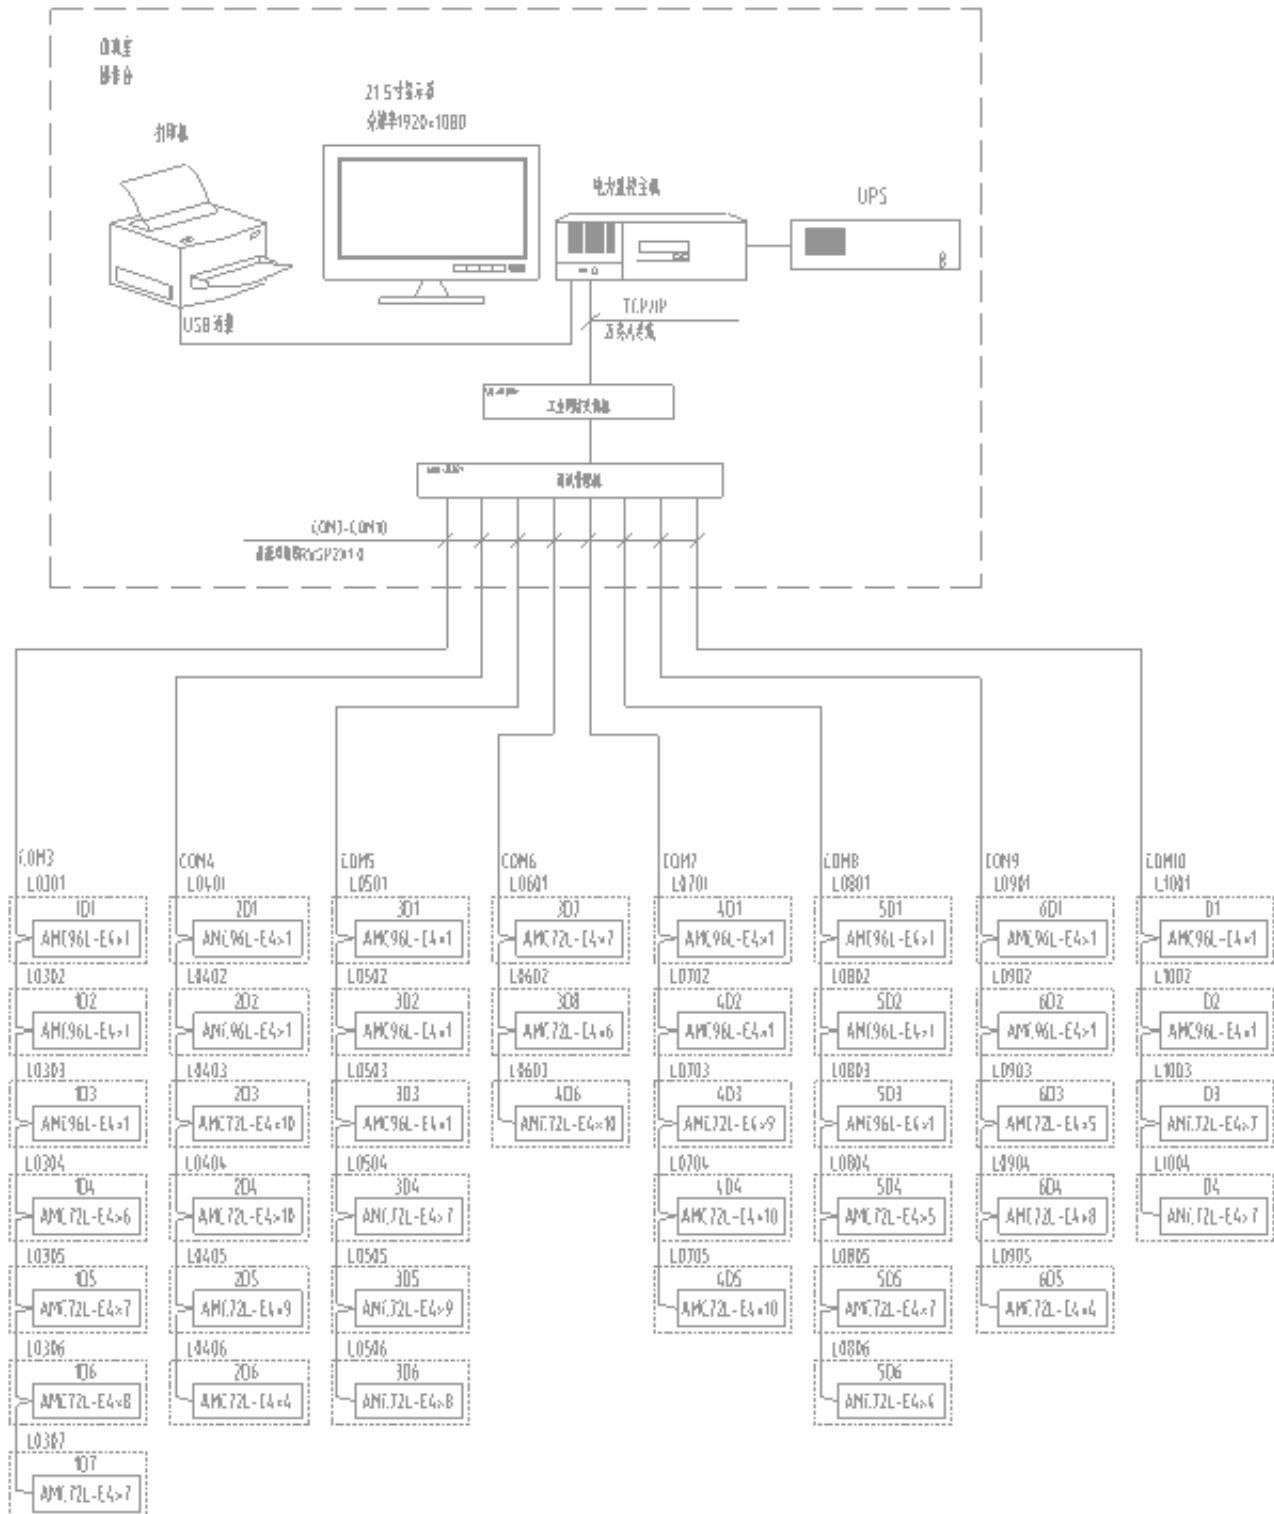 值班室
操作台
打印机
21.5寸显示器
分辨率1920×1080
电力监控主机
UPS
USB
TCP/IP
工业网络交换机
通讯管理机
COM3-COM10
COM3
L0301
1D1
AMC96L-E4×1
L0302
1D2
AMC96L-E4×1
L0303
1D3
AMC96L-E4×1
L0304
1D4
AMC72L-E4×6
L0305
1D5
AMC72L-E4×7
L0306
1D6
AMC72L-E4×8
L0307
1D7
AMC72L-E4×7
COM4
L0401
2D1
AMC96L-E4×1
L0402
2D2
AMC96L-E4×1
L0403
2D3
AMC72L-E4×10
L0404
2D4
AMC72L-E4×10
L0405
2D5
AMC72L-E4×9
L0406
2D6
AMC72L-E4×4
COM5
L0501
3D1
AMC96L-E4×1
L0502
3D2
AMC96L-E4×1
L0503
3D3
AMC96L-E4×1
L0504
3D4
AMC72L-E4×7
L0505
3D5
AMC72L-E4×9
L0506
3D6
AMC72L-E4×8
COM6
L0601
3D7
AMC72L-E4×7
L0602
3D8
AMC72L-E4×6
L0603
4D6
AMC72L-E4×10
COM7
L0701
4D1
AMC96L-E4×1
L0702
4D2
AMC96L-E4×1
L0703
4D3
AMC72L-E4×9
L0704
4D4
AMC72L-E4×10
L0705
4D5
AMC72L-E4×10
COM8
L0801
5D1
AMC96L-E4×1
L0802
5D2
AMC96L-E4×1
L0803
5D3
AMC96L-E4×1
L0804
5D4
AMC72L-E4×5
L0805
5D5
AMC72L-E4×7
L0806
5D6
COM9
L0901
6D1
AMC96L-E4×1
L0902
6D2
AMC96L-E4×1
L0903
6D3
AMC72L-E4×5
L0904
6D4
AMC72L-E4×8
L0905
6D5
AMC72L-E4×4
COM10
L1001
D1
AMC96L-E4×1
L1002
D2
AMC96L-E4×1
L1003
D3
AMC72L-E4×7
L1004
D4
AMC72L-E4×7